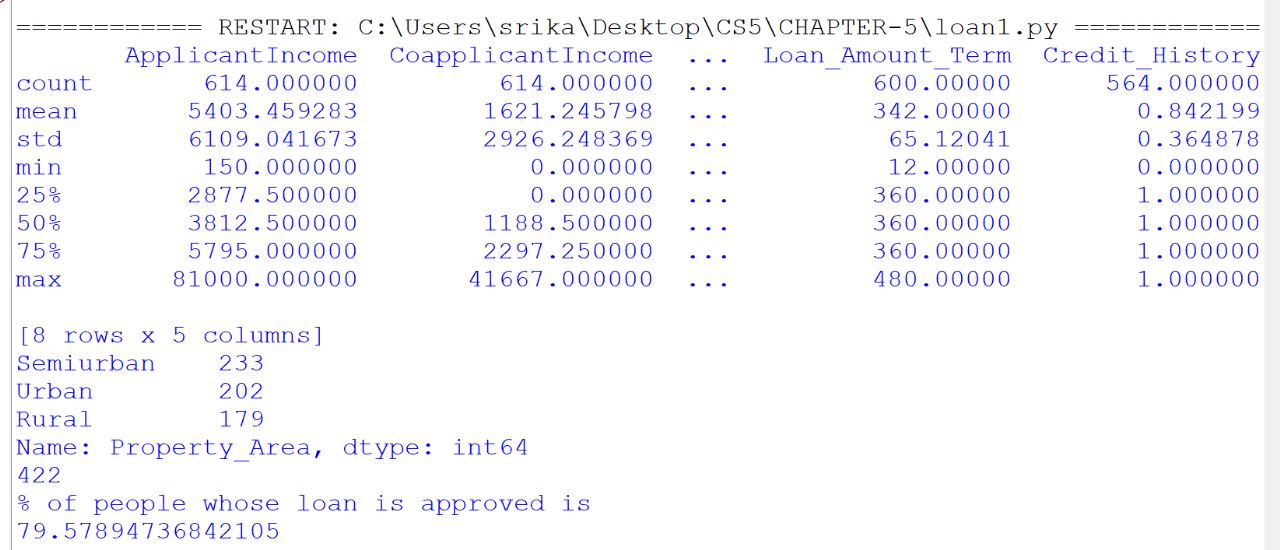 ============ RESTART: C:\Users\srika\Desktop\CS5\CHAPTER-5\loan1.py ============
       ApplicantIncome  CoapplicantIncome  ...  Loan_Amount_Term  Credit_History
count       614.000000         614.000000  ...         600.00000      564.000000
mean       5403.459283        1621.245798  ...         342.00000        0.842199
std        6109.041673        2926.248369  ...          65.12041        0.364878
min         150.000000           0.000000  ...          12.00000        0.000000
25%        2877.500000           0.000000  ...         360.00000        1.000000
50%        3812.500000        1188.500000  ...         360.00000        1.000000
75%        5795.000000        2297.250000  ...         360.00000        1.000000
max       81000.000000       41667.000000  ...         480.00000        1.000000
[8 rows x 5 columns]
Semiurban    233
Urban        202
Rural        179
Name: Property_Area, dtype: int64
422
% of people whose loan is approved is
79.57894736842105